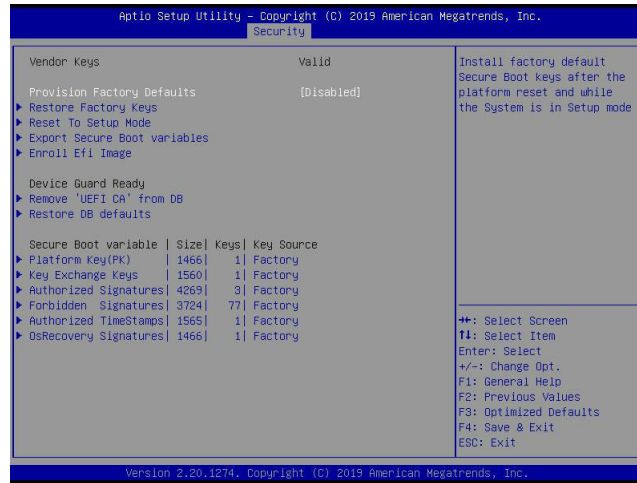 Aptio Setup Utility – Copyright (C) 2019 American Megatrends, Inc.
Security
Vendor Keys Valid
Provision Factory Defaults [Disabled]
Restore Factory Keys
Reset To Setup Mode
Export Secure Boot variables
Enroll Efi Image
Device Guard Ready
Remove 'UEFI CA' from DB
Restore DB defaults
Secure Boot variable | Size| Keys| Key Source
Platform Key(PK) | 1466| 1| Factory
Key Exchange Keys | 1560| 1| Factory
Authorized Signatures| 4269| 3| Factory
Forbidden Signatures| 3724| 77| Factory
Authorized TimeStamps| 1565| 1| Factory
OsRecovery Signatures| 1466| 1| Factory
Install factory default
Secure Boot keys after the
platform reset and while
the System is in Setup mode
→←: Select Screen
↑↓: Select Item
Enter: Select
+/-: Change Opt.
F1: General Help
F2: Previous Values
F3: Optimized Defaults
F4: Save & Exit
ESC: Exit
Version 2.20.1274. Copyright (C) 2019 American Megatrends, Inc.